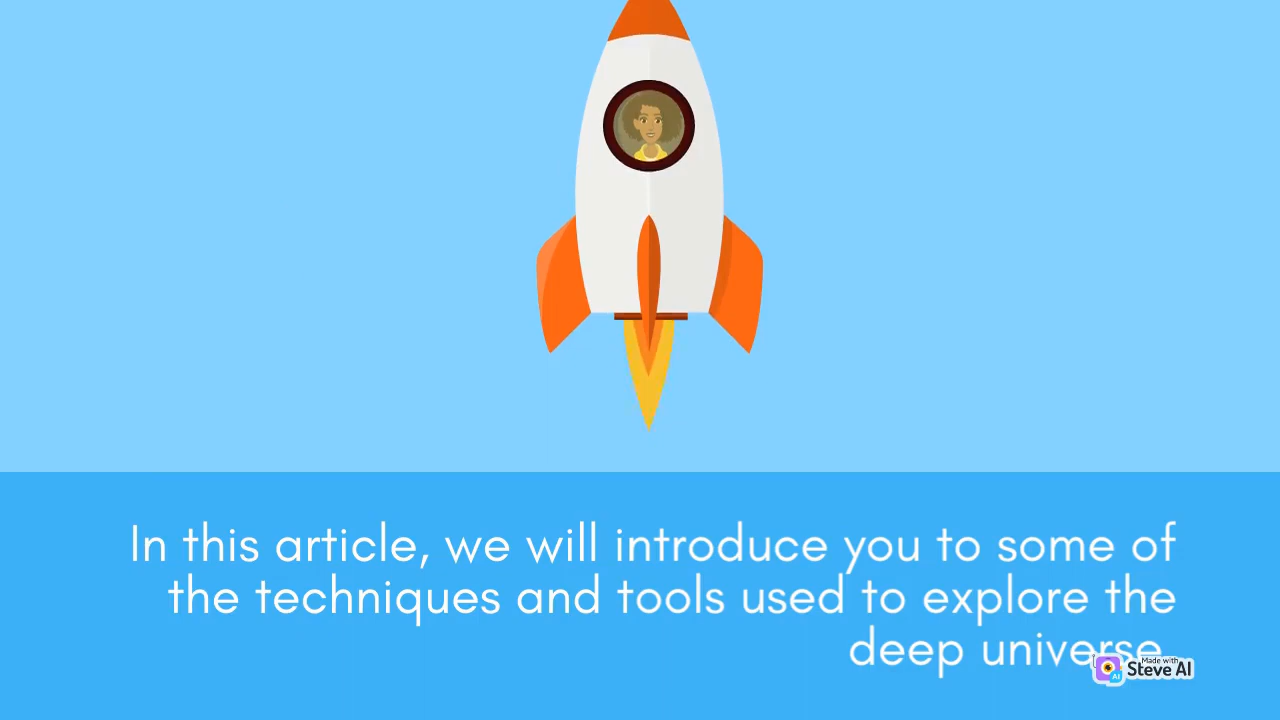 In this article, we will introduce you to some of
the techniques and tools used to explore the
deep universe
Made with
Steve AI
AI